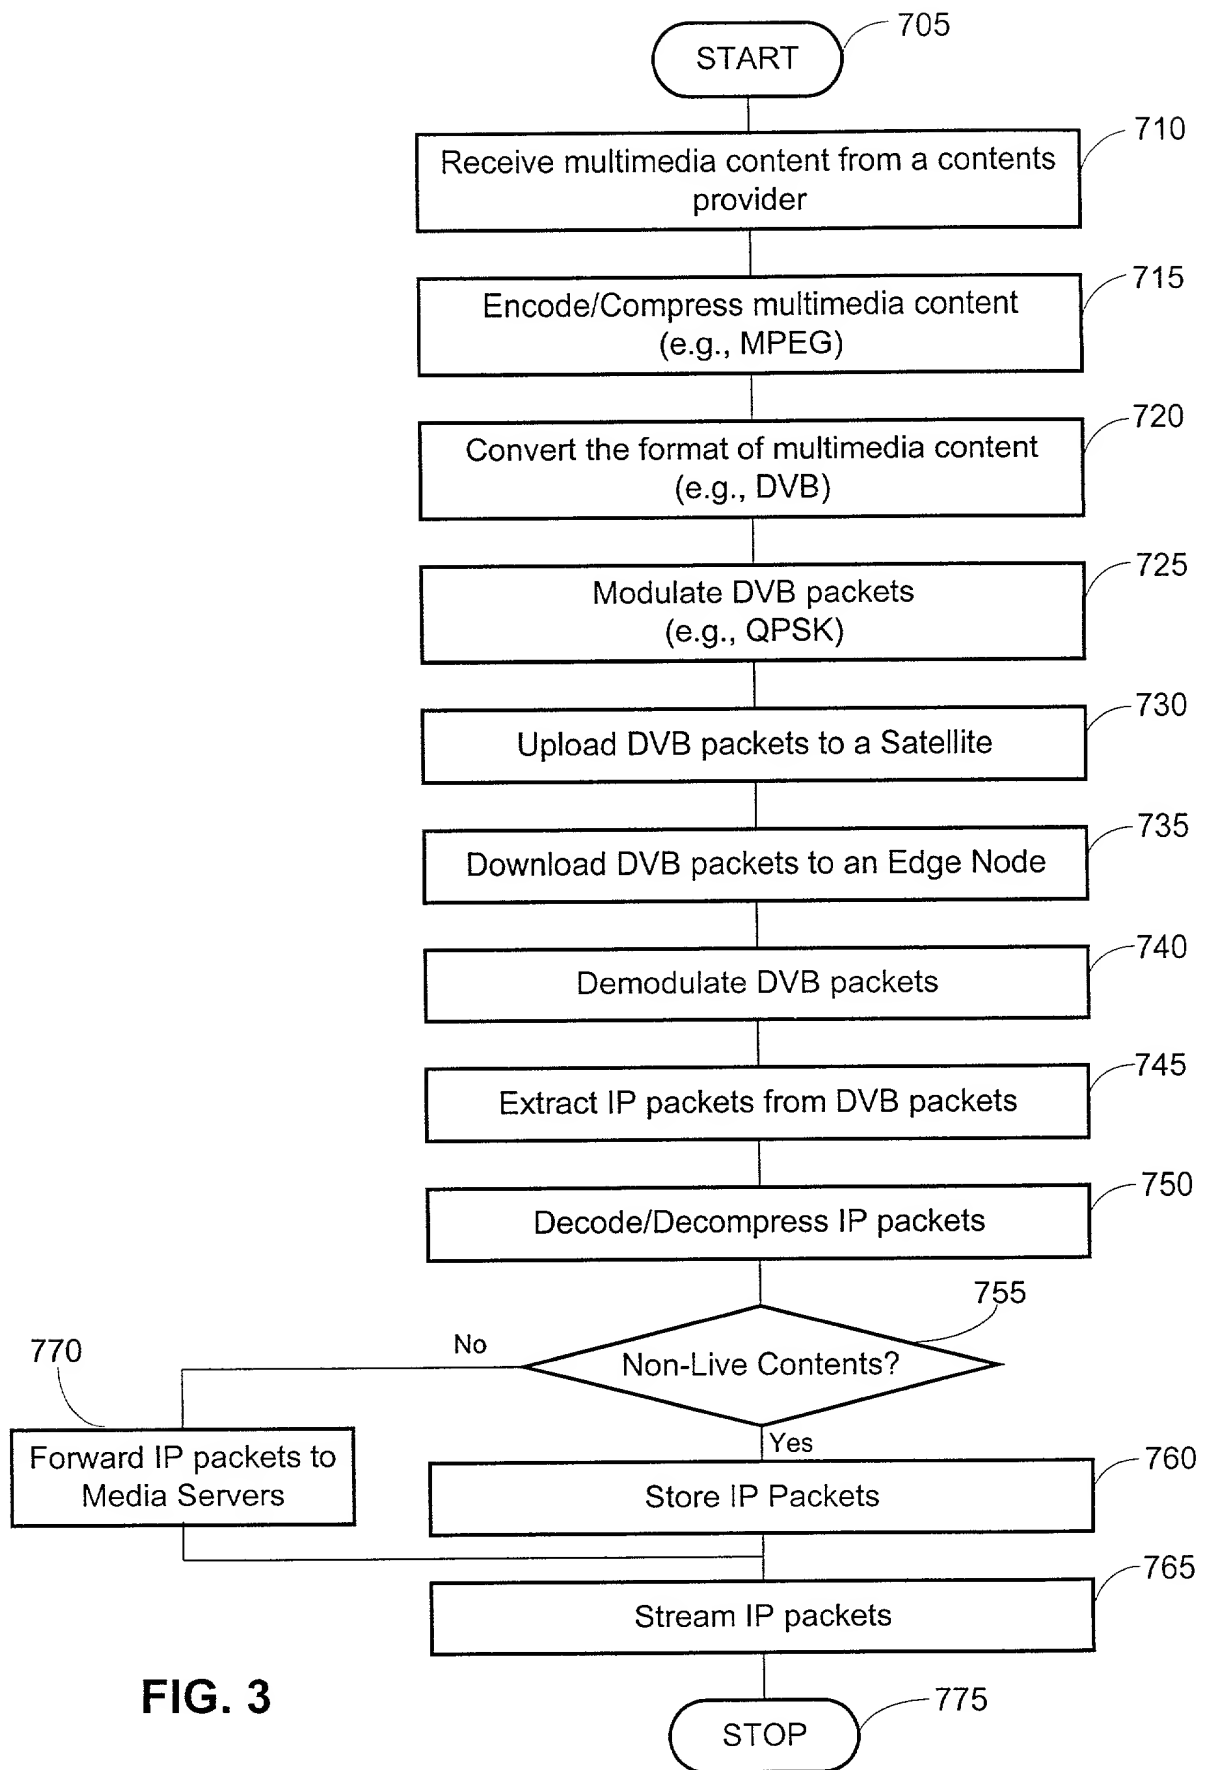 START
705
710
Receive multimedia content from a contents
provider
715
Encode/Compress multimedia content
(e.g., MPEG)
720
Convert the format of multimedia content
(e.g., DVB)
725
Modulate DVB packets
(e.g., QPSK)
730
Upload DVB packets to a Satellite
735
Download DVB packets to an Edge Node
740
Demodulate DVB packets
745
Extract IP packets from DVB packets
750
Decode/Decompress IP packets
755
Non-Live Contents?
No
770
Forward IP packets to
Media Servers
Yes
760
Store IP Packets
765
Stream IP packets
775
STOP
FIG. 3